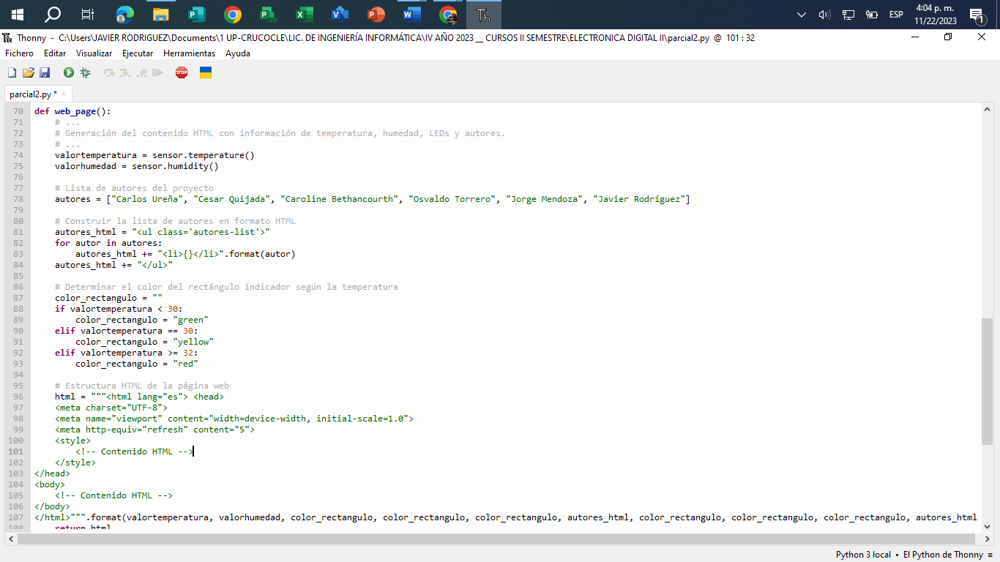 ESP
4:04 p. m.
11/22/2023
1
Th Thonny - C:\Users\JAVIER RODRIGUEZ\Documents\1 UP-CRUCOCLE\LIC. DE INGENIERÍA INFORMÁTICA\IV AÑO 2023 __ CURSOS II SEMESTRE\ELECTRONICA DIGITAL II\parcial2.py @ 101 : 32
Fichero Editar Visualizar Ejecutar Herramientas Ayuda
STOP
parcial2.py * ×
70 def web_page():
71     # ...
72     # Generación del contenido HTML con información de temperatura, humedad, LEDs y autores.
73     # ...
74     valortemperatura = sensor.temperature()
75     valorhumedad = sensor.humidity()
76
77     # Lista de autores del proyecto
78     autores = ["Carlos Ureña", "Cesar Quijada", "Caroline Bethancourth", "Osvaldo Torrero", "Jorge Mendoza", "Javier Rodríguez"]
79
80     # Construir la lista de autores en formato HTML
81     autores_html = "<ul class='autores-list'>"
82     for autor in autores:
83         autores_html += "<li>{}</li>".format(autor)
84     autores_html += "</ul>"
85
86     # Determinar el color del rectángulo indicador según la temperatura
87     color_rectangulo = ""
88     if valortemperatura < 30:
89         color_rectangulo = "green"
90     elif valortemperatura == 30:
91         color_rectangulo = "yellow"
92     elif valortemperatura >= 32:
93         color_rectangulo = "red"
94
95     # Estructura HTML de la página web
96     html = """<html lang="es"> <head>
97     <meta charset="UTF-8">
98     <meta name="viewport" content="width=device-width, initial-scale=1.0">
99     <meta http-equiv="refresh" content="5">
100     <style>
101         <!-- Contenido HTML -->
102     </style>
103 </head>
104 <body>
105     <!-- Contenido HTML -->
106 </body>
107 </html>""".format(valortemperatura, valorhumedad, color_rectangulo, color_rectangulo, color_rectangulo, autores_html, color_rectangulo, color_rectangulo, color_rectangulo, autores_html
108     return html
Python 3 local • El Python de Thonny ≡